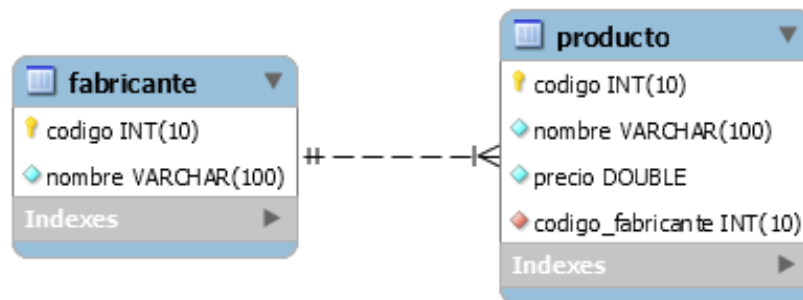 fabricante
codigo INT(10)
nombre VARCHAR(100)
Indexes
producto
codigo INT(10)
nombre VARCHAR(100)
precio DOUBLE
codigo_fabricante INT(10)
Indexes